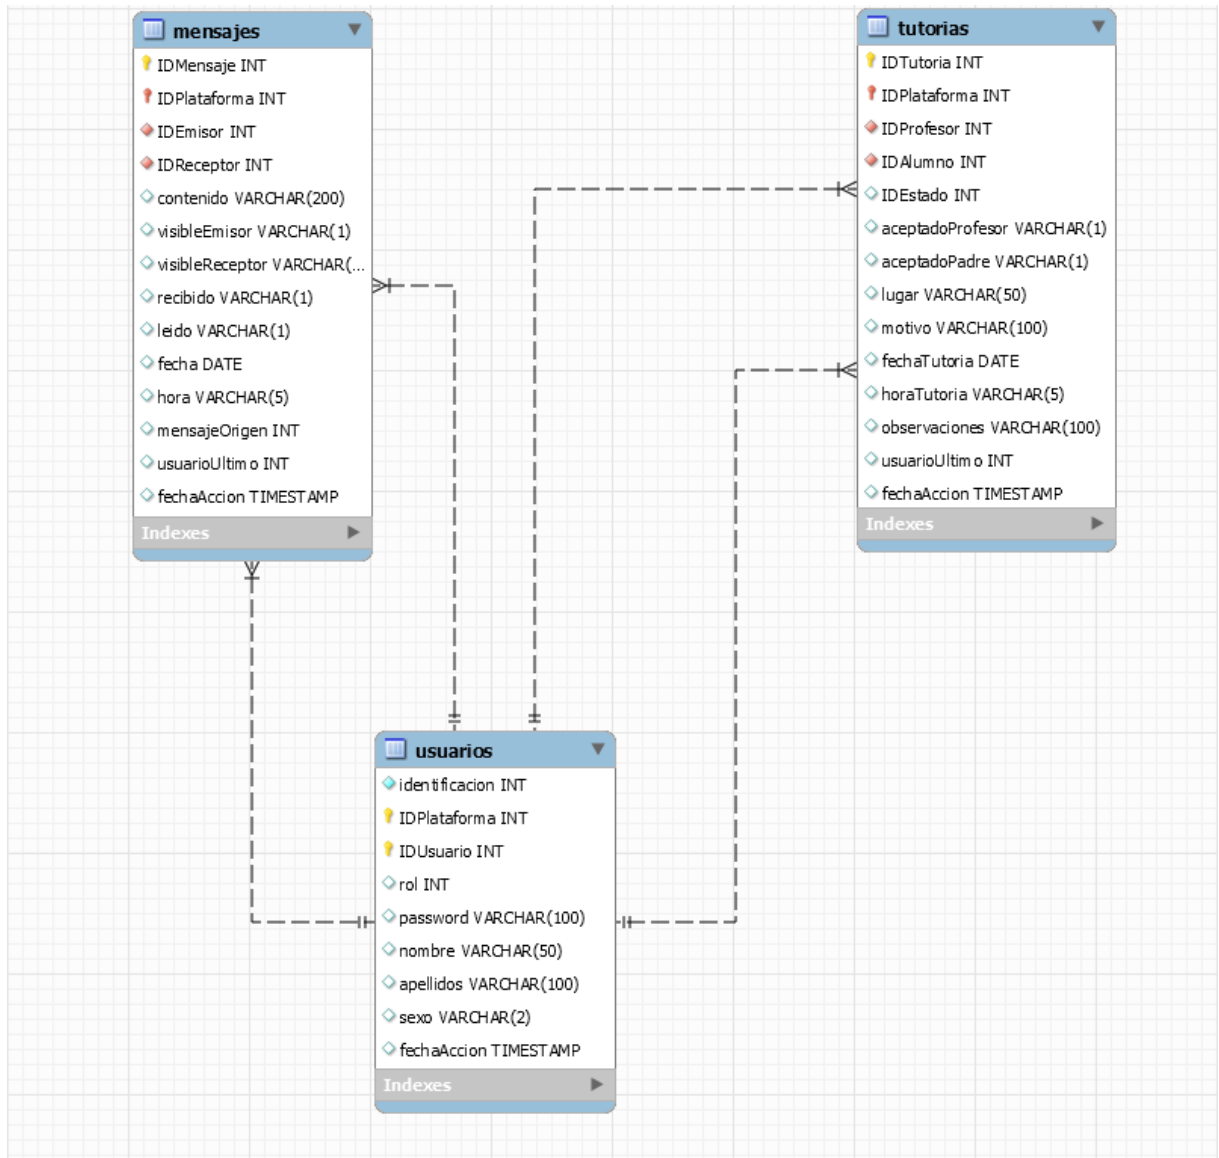 mensajes
IDMensaje INT
IDPlataforma INT
IDEmisor INT
IDReceptor INT
contenido VARCHAR(200)
visibleEmisor VARCHAR(1)
visibleReceptor VARCHAR(...
recibido VARCHAR(1)
leido VARCHAR(1)
fecha DATE
hora VARCHAR(5)
mensajeOrigen INT
usuarioUltimo INT
fechaAccion TIMESTAMP
Indexes
tutorias
IDTutoria INT
IDPlataforma INT
IDProfesor INT
IDAlumno INT
IDEstado INT
aceptadoProfesor VARCHAR(1)
aceptadoPadre VARCHAR(1)
lugar VARCHAR(50)
motivo VARCHAR(100)
fechaTutoria DATE
horaTutoria VARCHAR(5)
observaciones VARCHAR(100)
usuarioUltimo INT
fechaAccion TIMESTAMP
Indexes
usuarios
identificacion INT
IDPlataforma INT
IDUsuario INT
rol INT
password VARCHAR(100)
nombre VARCHAR(50)
apellidos VARCHAR(100)
sexo VARCHAR(2)
fechaAccion TIMESTAMP
Indexes